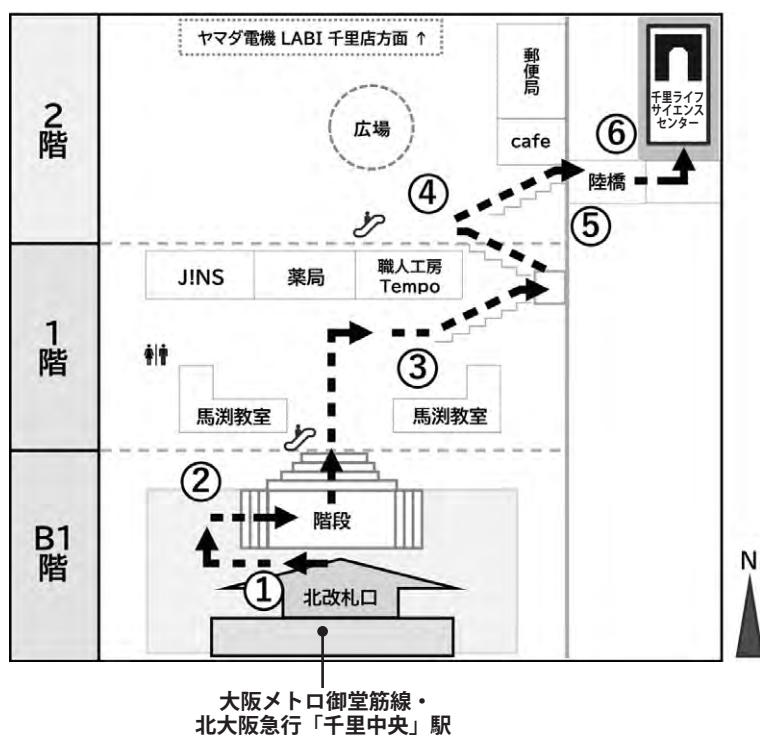 ヤマダ電機 LABI 千里店方面 ↑
郵便局
千里ライフ
サイエンス
センター
2階
広場
cafe
⑥
④
陸橋
⑤
J!NS
薬局
職人工房
Tempo
1階
③
馬渕教室
馬渕教室
②
階段
B1階
①
北改札口
N
大阪メトロ御堂筋線・
北大阪急行「千里中央」駅